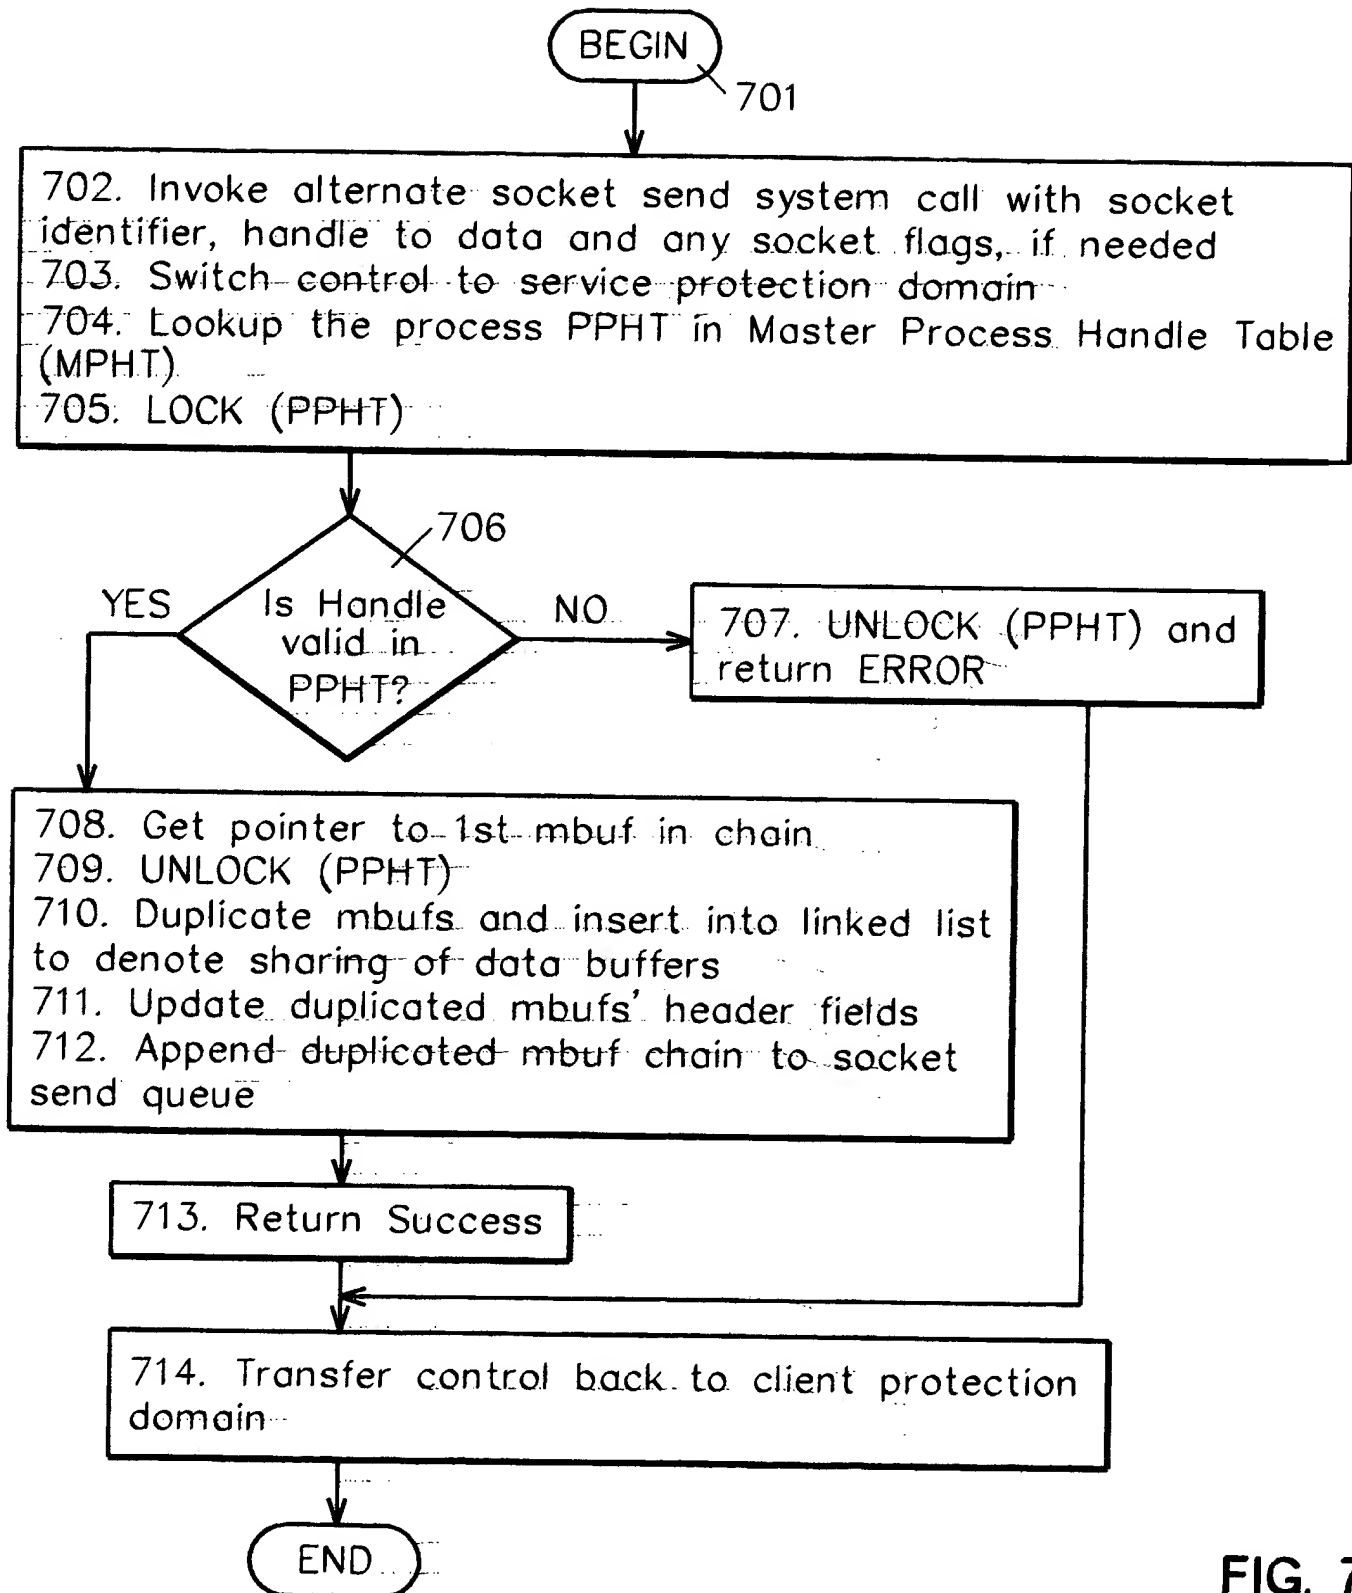 BEGIN
701
702. Invoke alternate socket send system call with socket
identifier, handle to data and any socket flags, if needed
703. Switch control to service protection domain
704. Lookup the process PPHT in Master Process Handle Table
(MPHT)
705. LOCK (PPHT)
706
YES
Is Handle
valid in
PPHT?
NO
707. UNLOCK (PPHT) and
return ERROR
708. Get pointer to 1st mbuf in chain
709. UNLOCK (PPHT)
710. Duplicate mbufs and insert into linked list
to denote sharing of data buffers
711. Update duplicated mbufs' header fields
712. Append duplicated mbuf chain to socket
send queue
713. Return Success
714. Transfer control back to client protection
domain
END
FIG. 7